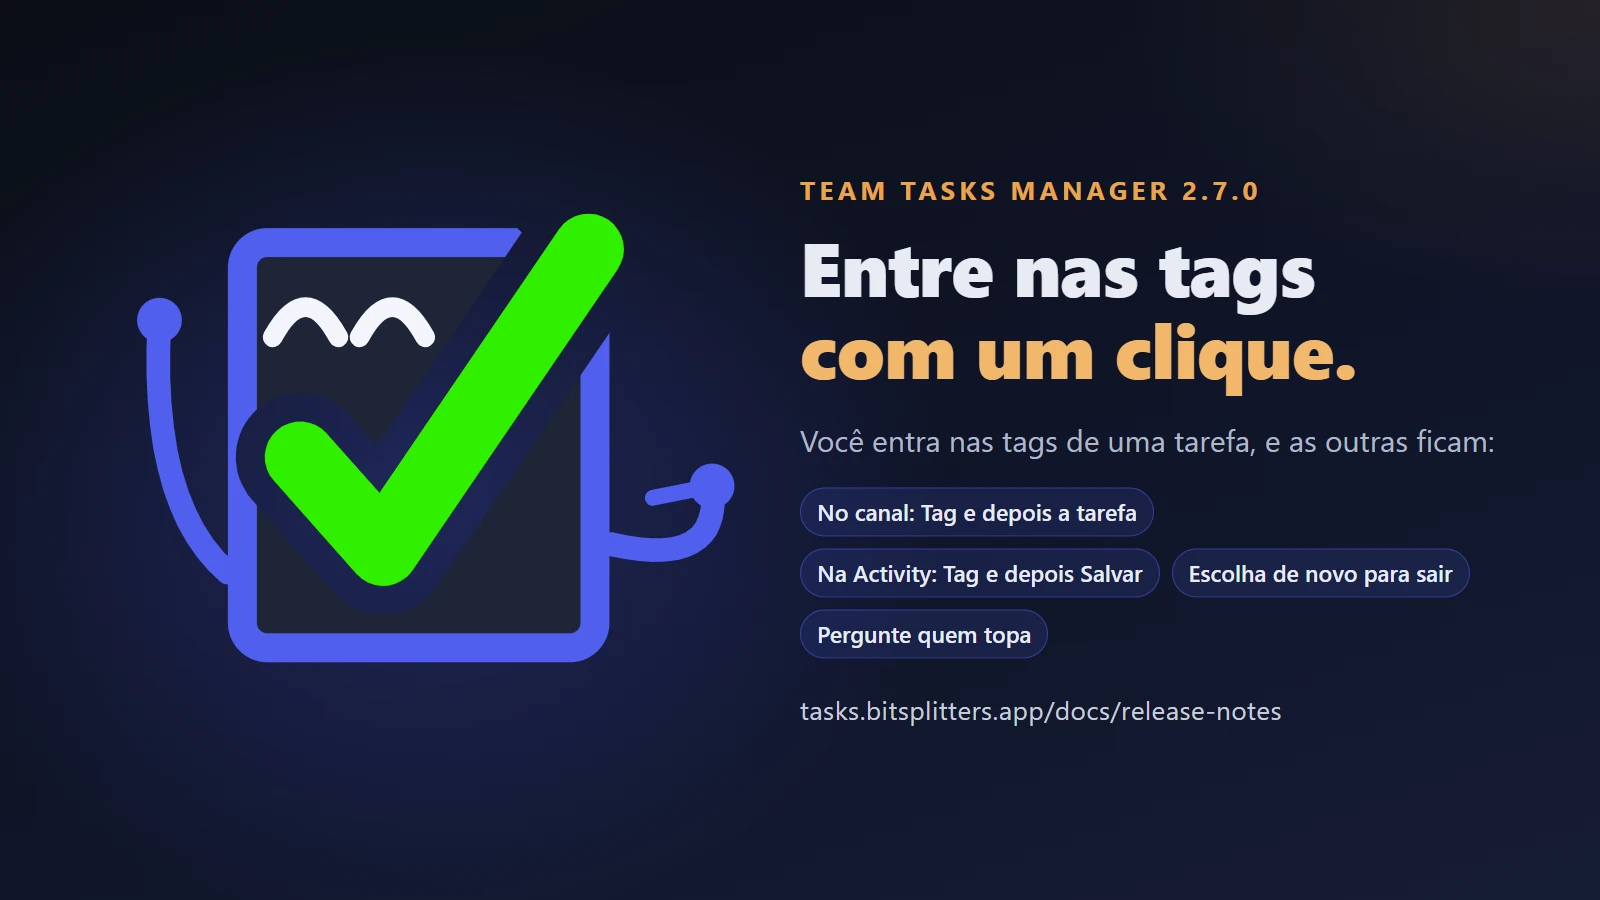 TEAM TASKS MANAGER 2.7.0
Entre nas tags
com um clique.
Você entra nas tags de uma tarefa, e as outras ficam:
No canal: Tag e depois a tarefa
Na Activity: Tag e depois Salvar
Escolha de novo para sair
Pergunte quem topa
tasks.bitsplitters.app/docs/release-notes